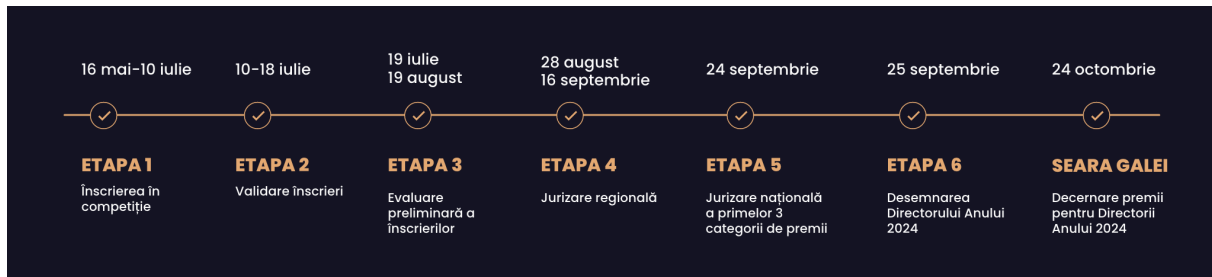 16 mai-10 iulie
10-18 iulie
19 iulie
19 august
28 august
16 septembrie
24 septembrie
25 septembrie
24 octombrie
ETAPA 1
Înscrierea în
competiție
ETAPA 2
Validare înscrieri
ETAPA 3
Evaluare
preliminară a
înscrierilor
ETAPA 4
Jurizare regională
ETAPA 5
Jurizare națională
a primelor 3
categorii de premii
ETAPA 6
Desemnarea
Directorului Anului
2024
SEARA GALEI
Decernare premii
pentru Directorii
Anului 2024